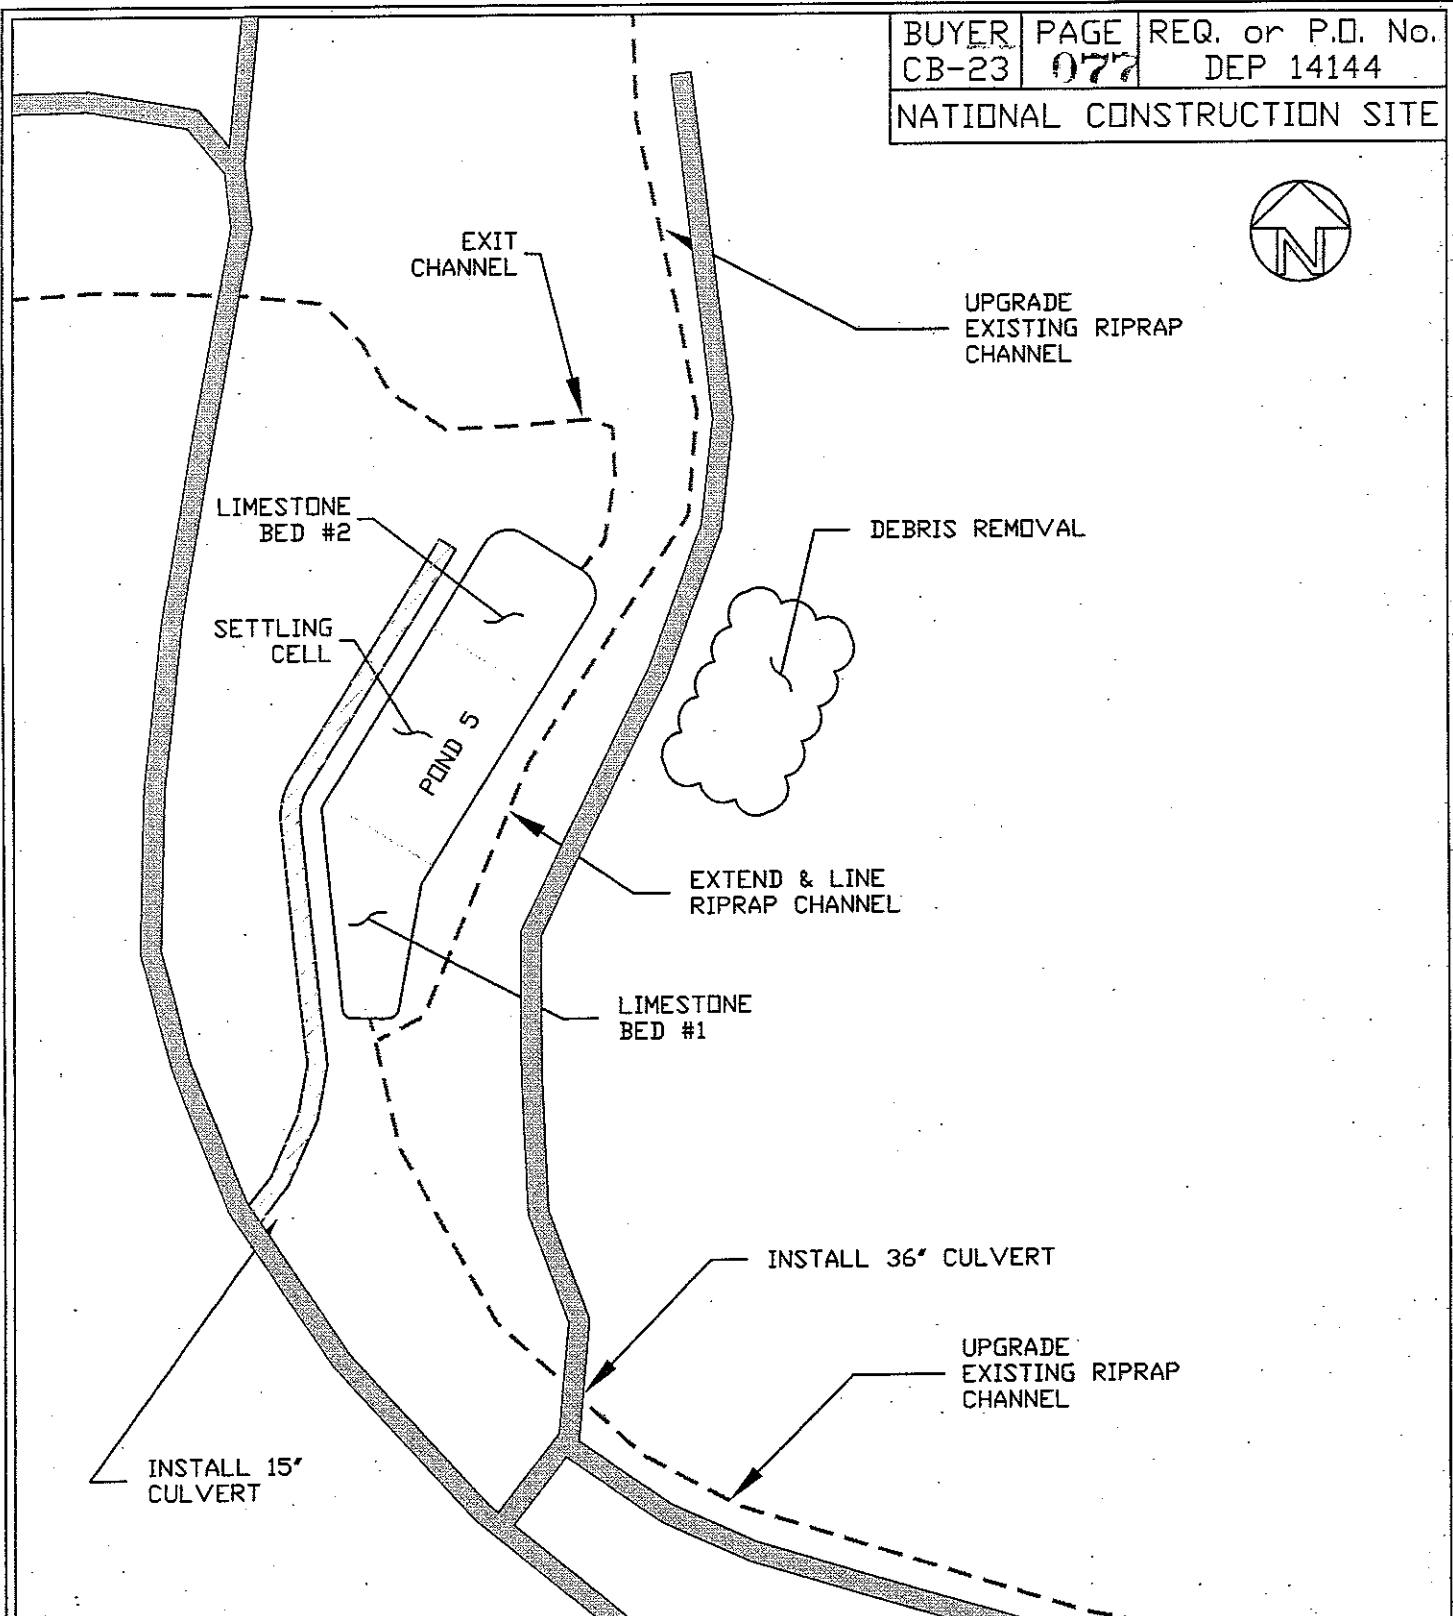 BUYER PAGE REQ. or P.O. No.
CB-23 077 DEP 14144
NATIONAL CONSTRUCTION SITE
N
EXIT
CHANNEL
UPGRADE
EXISTING RIPRAP
CHANNEL
LIMESTONE
BED #2
DEBRIS REMOVAL
SETTLING
CELL
POND 5
EXTEND & LINE
RIPRAP CHANNEL
LIMESTONE
BED #1
INSTALL 36" CULVERT
UPGRADE
EXISTING RIPRAP
CHANNEL
INSTALL 15"
CULVERT